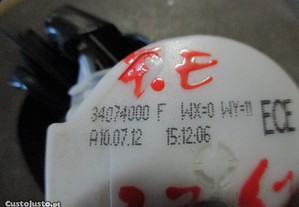 T.E
34074000 F WX=0 WY=11
ECE
A10.07.12 15:12:06
CustoJusto.pt